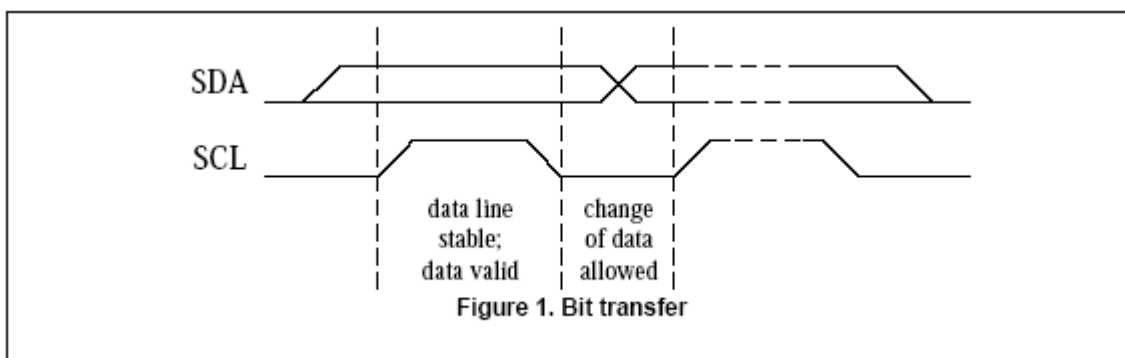 SDA
SCL
data line
stable;
data valid
change
of data
allowed
Figure 1. Bit transfer